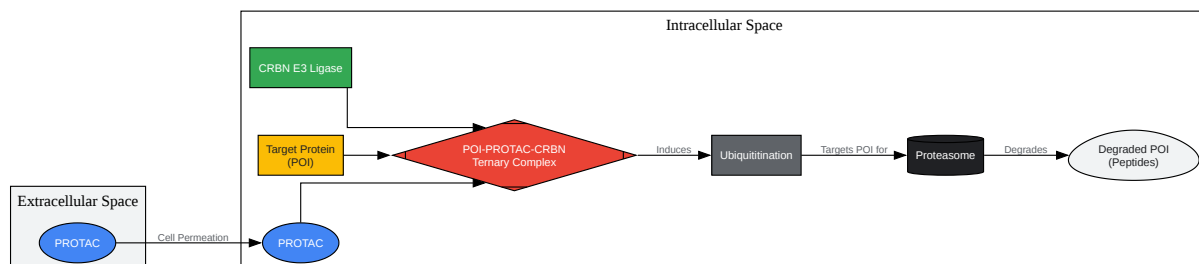 Intracellular Space
CRBN E3 Ligase
Target Protein
(POI)
POI-PROTAC-CRBN
Ternary Complex
Induces
Ubiquititination
Targets POI for
Proteasome
Degrades
Degraded POI
(Peptides)
Extracellular Space
PROTAC
Cell Permeation
PROTAC